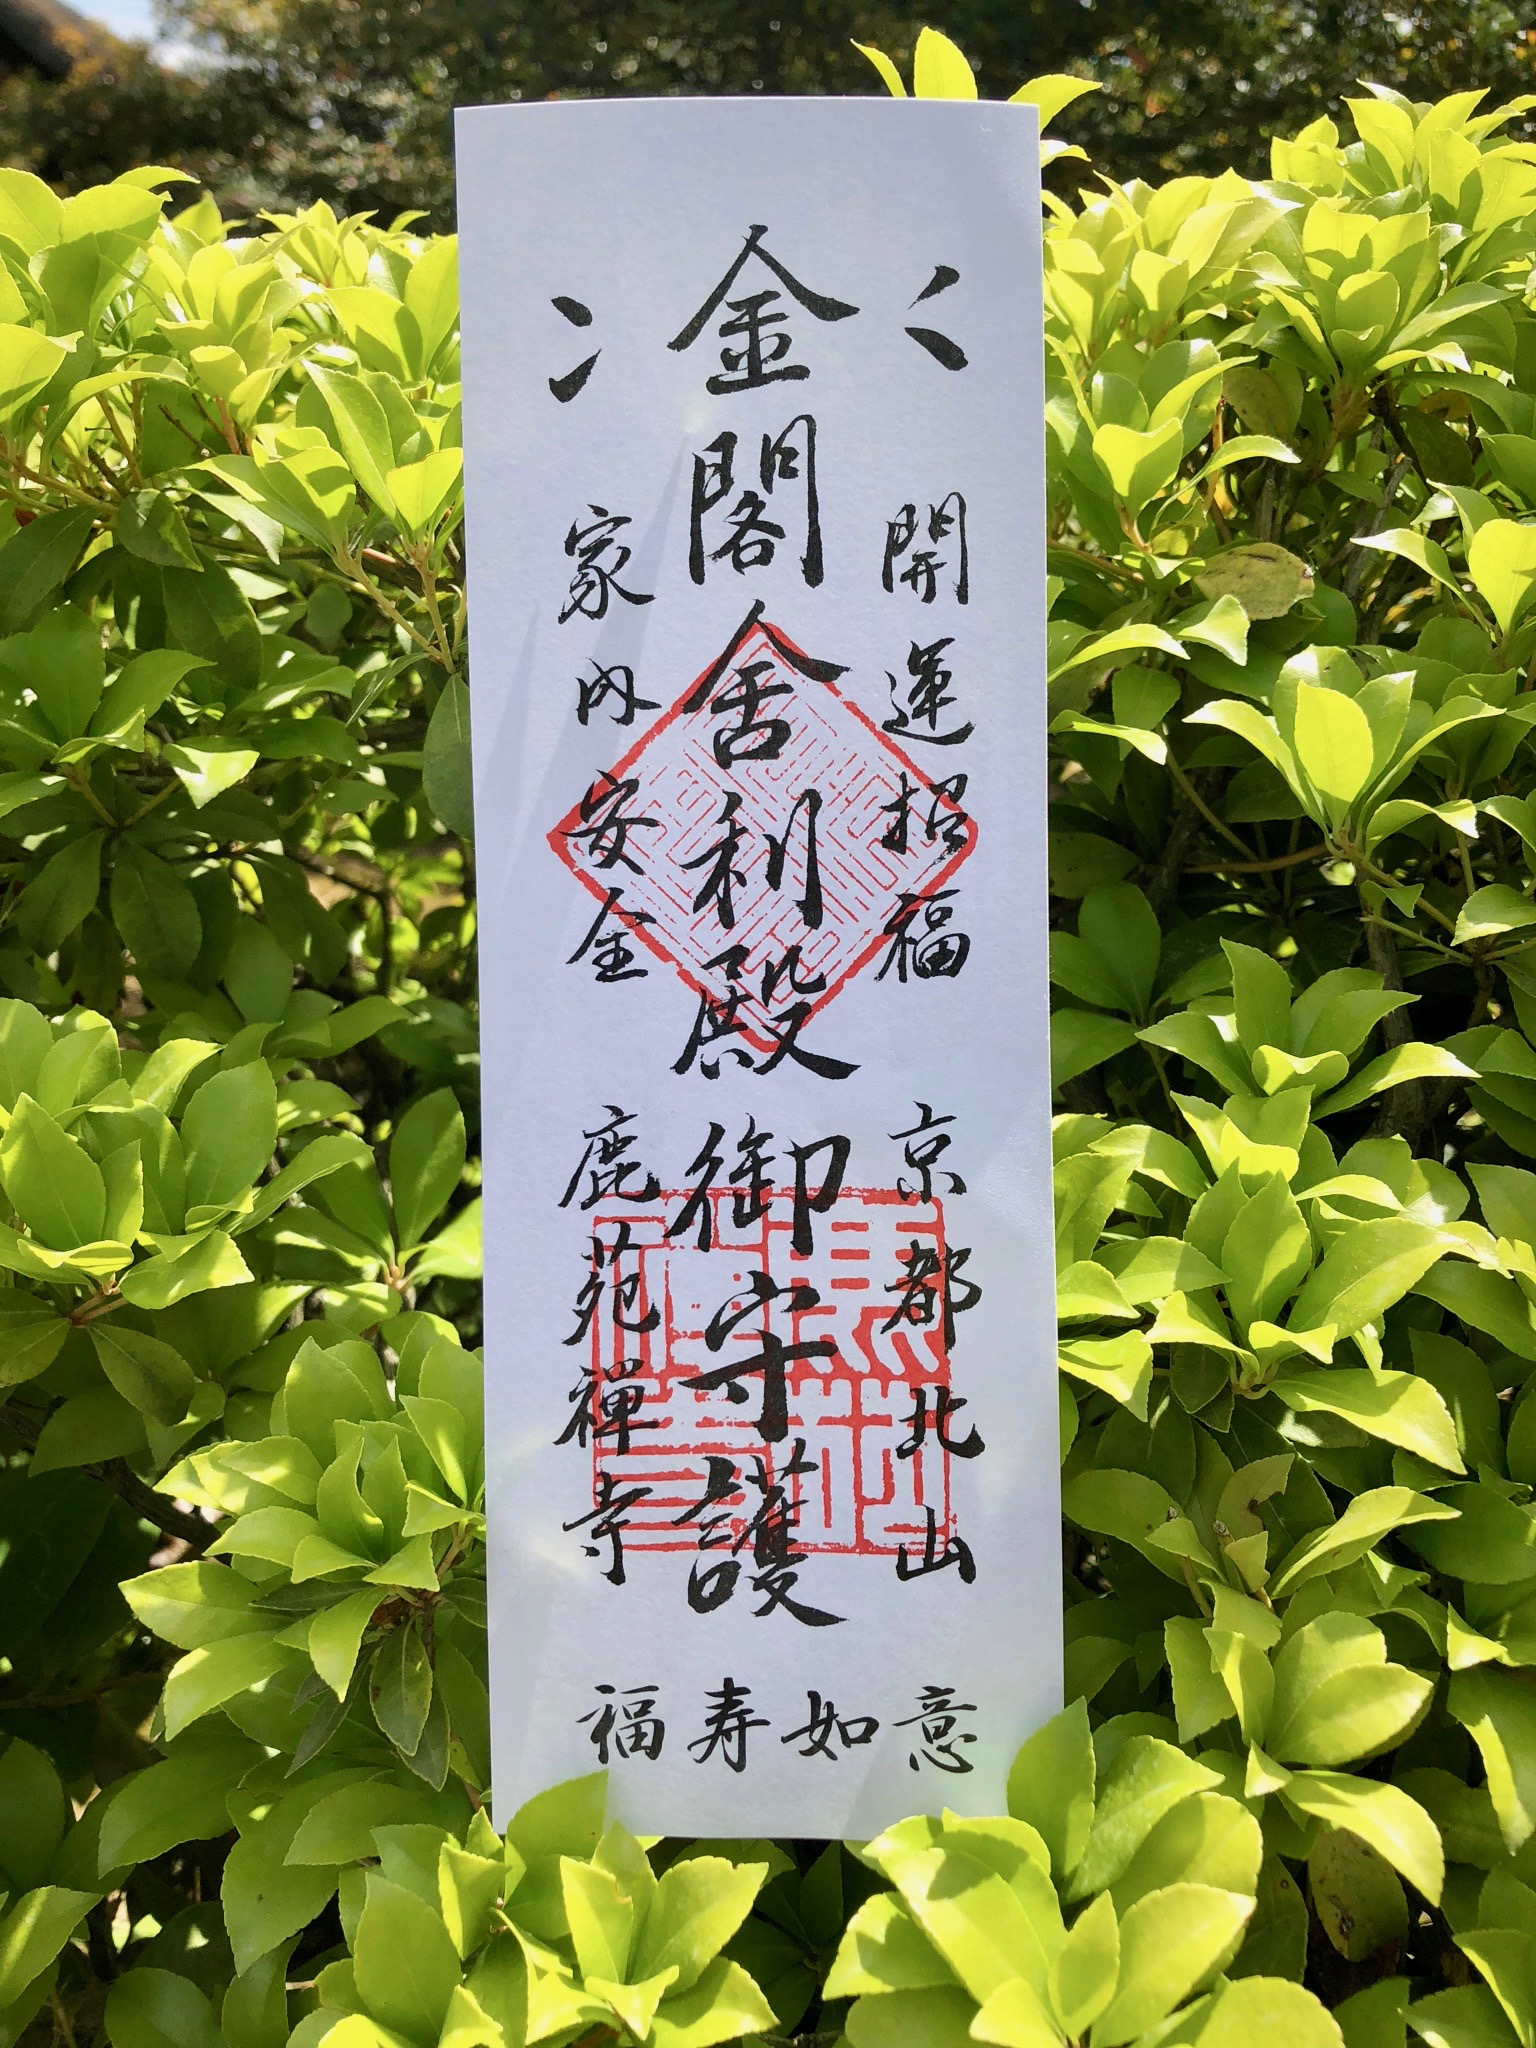 開運招福
京都北山
金閣舍利殿御守護
家内安全
鹿苑禅寺
福寿如意